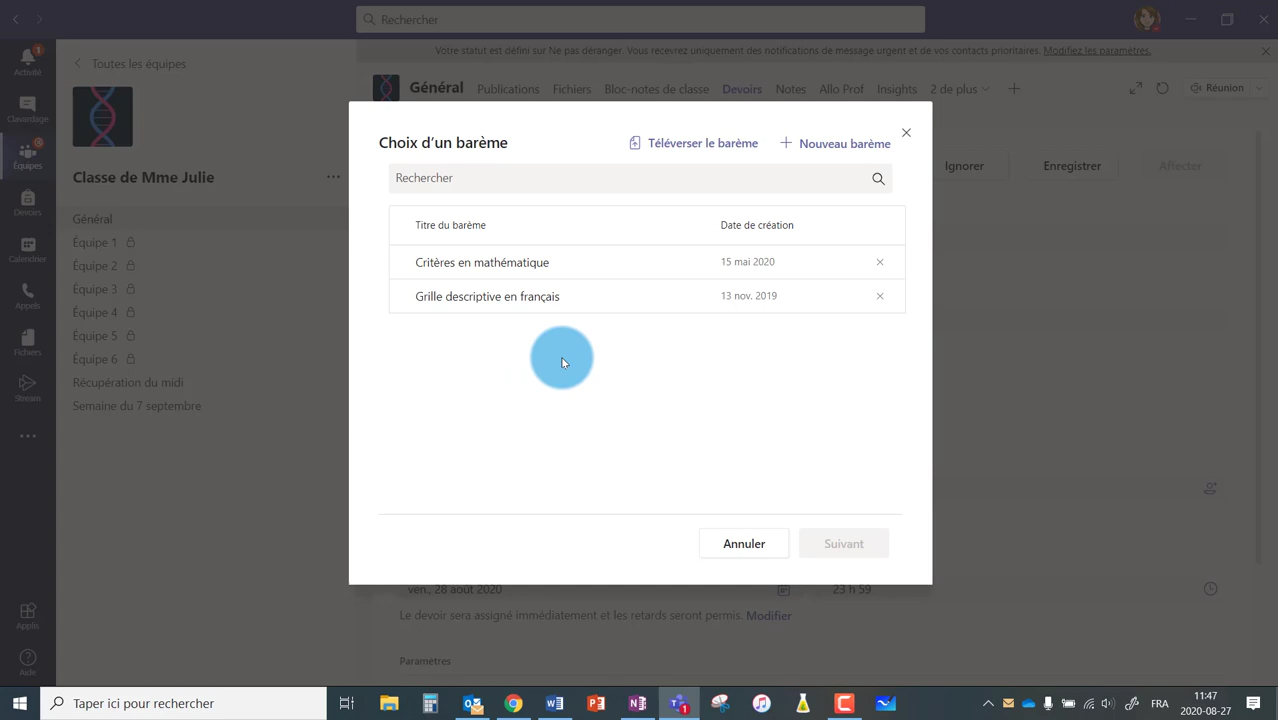 Rechercher
Votre statut est défini sur Ne pas déranger. Vous recevrez uniquement des notifications de message urgent et de vos contacts prioritaires. Modifiez les paramètres.
Activité
Clavardage
Équipes
Devoirs
Calendrier
Appels
Fichiers
Stream
Applis
Aide
Toutes les équipes
Classe de Mme Julie
Général
Équipe 1
Équipe 2
Équipe 3
Équipe 4
Équipe 5
Équipe 6
Récupération du midi
Semaine du 7 septembre
Général Publications Fichiers Bloc-notes de classe Devoirs Notes Allo Prof Insights 2 de plus Réunion
Ignorer Enregistrer Affecter
Choix d'un barème Téléverser le barème Nouveau barème
Rechercher
Titre du barème Date de création
Critères en mathématique 15 mai 2020
Grille descriptive en français 13 nov. 2019
Annuler Suivant
ven., 28 août 2020 23 h 59
Le devoir sera assigné immédiatement et les retards seront permis. Modifier
Paramètres
Taper ici pour rechercher
FRA
11:47
2020-08-27